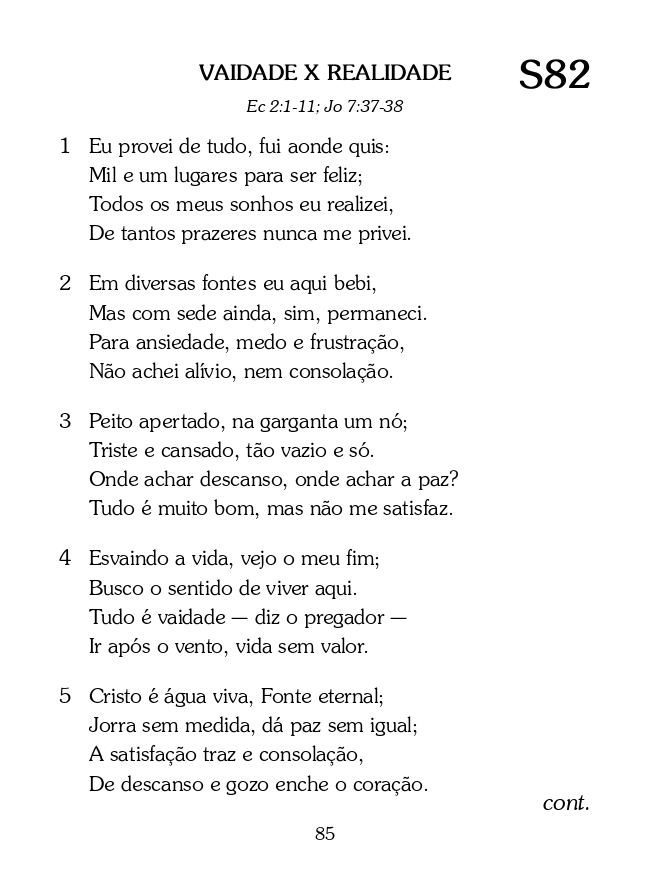 VAIDADE X REALIDADE
S82
Ec 2:1-11; Jo 7:37-38
1 Eu provei de tudo, fui aonde quis:
Mil e um lugares para ser feliz;
Todos os meus sonhos eu realizei,
De tantos prazeres nunca me privei.
2 Em diversas fontes eu aqui bebi,
Mas com sede ainda, sim, permaneci.
Para ansiedade, medo e frustração,
Não achei alívio, nem consolação.
3 Peito apertado, na garganta um nó;
Triste e cansado, tão vazio e só.
Onde achar descanso, onde achar a paz?
Tudo é muito bom, mas não me satisfaz.
4 Esvaindo a vida, vejo o meu fim;
Busco o sentido de viver aqui.
Tudo é vaidade — diz o pregador —
Ir após o vento, vida sem valor.
5 Cristo é água viva, Fonte eternal;
Jorra sem medida, dá paz sem igual;
A satisfação traz e consolação,
De descanso e gozo enche o coração.
cont.
85